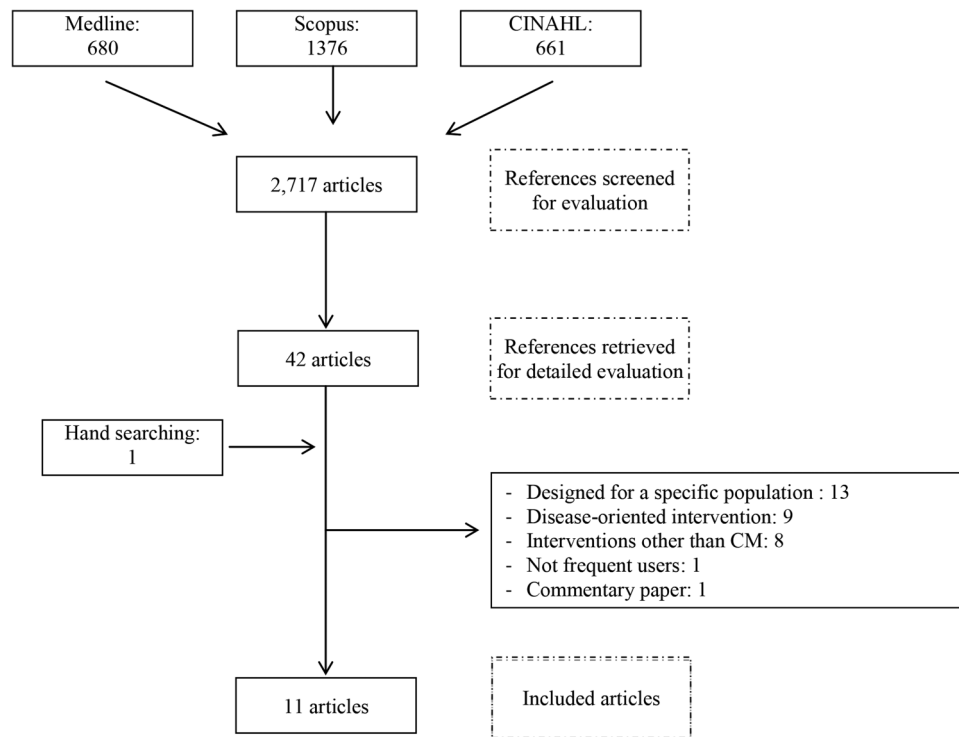 Medline:
680
Scopus:
1376
CINAHL:
661
2,717 articles
References screened
for evaluation
42 articles
References retrieved
for detailed evaluation
Hand searching:
1
- Designed for a specific population : 13
- Disease-oriented intervention: 9
- Interventions other than CM: 8
- Not frequent users: 1
- Commentary paper: 1
11 articles
Included articles